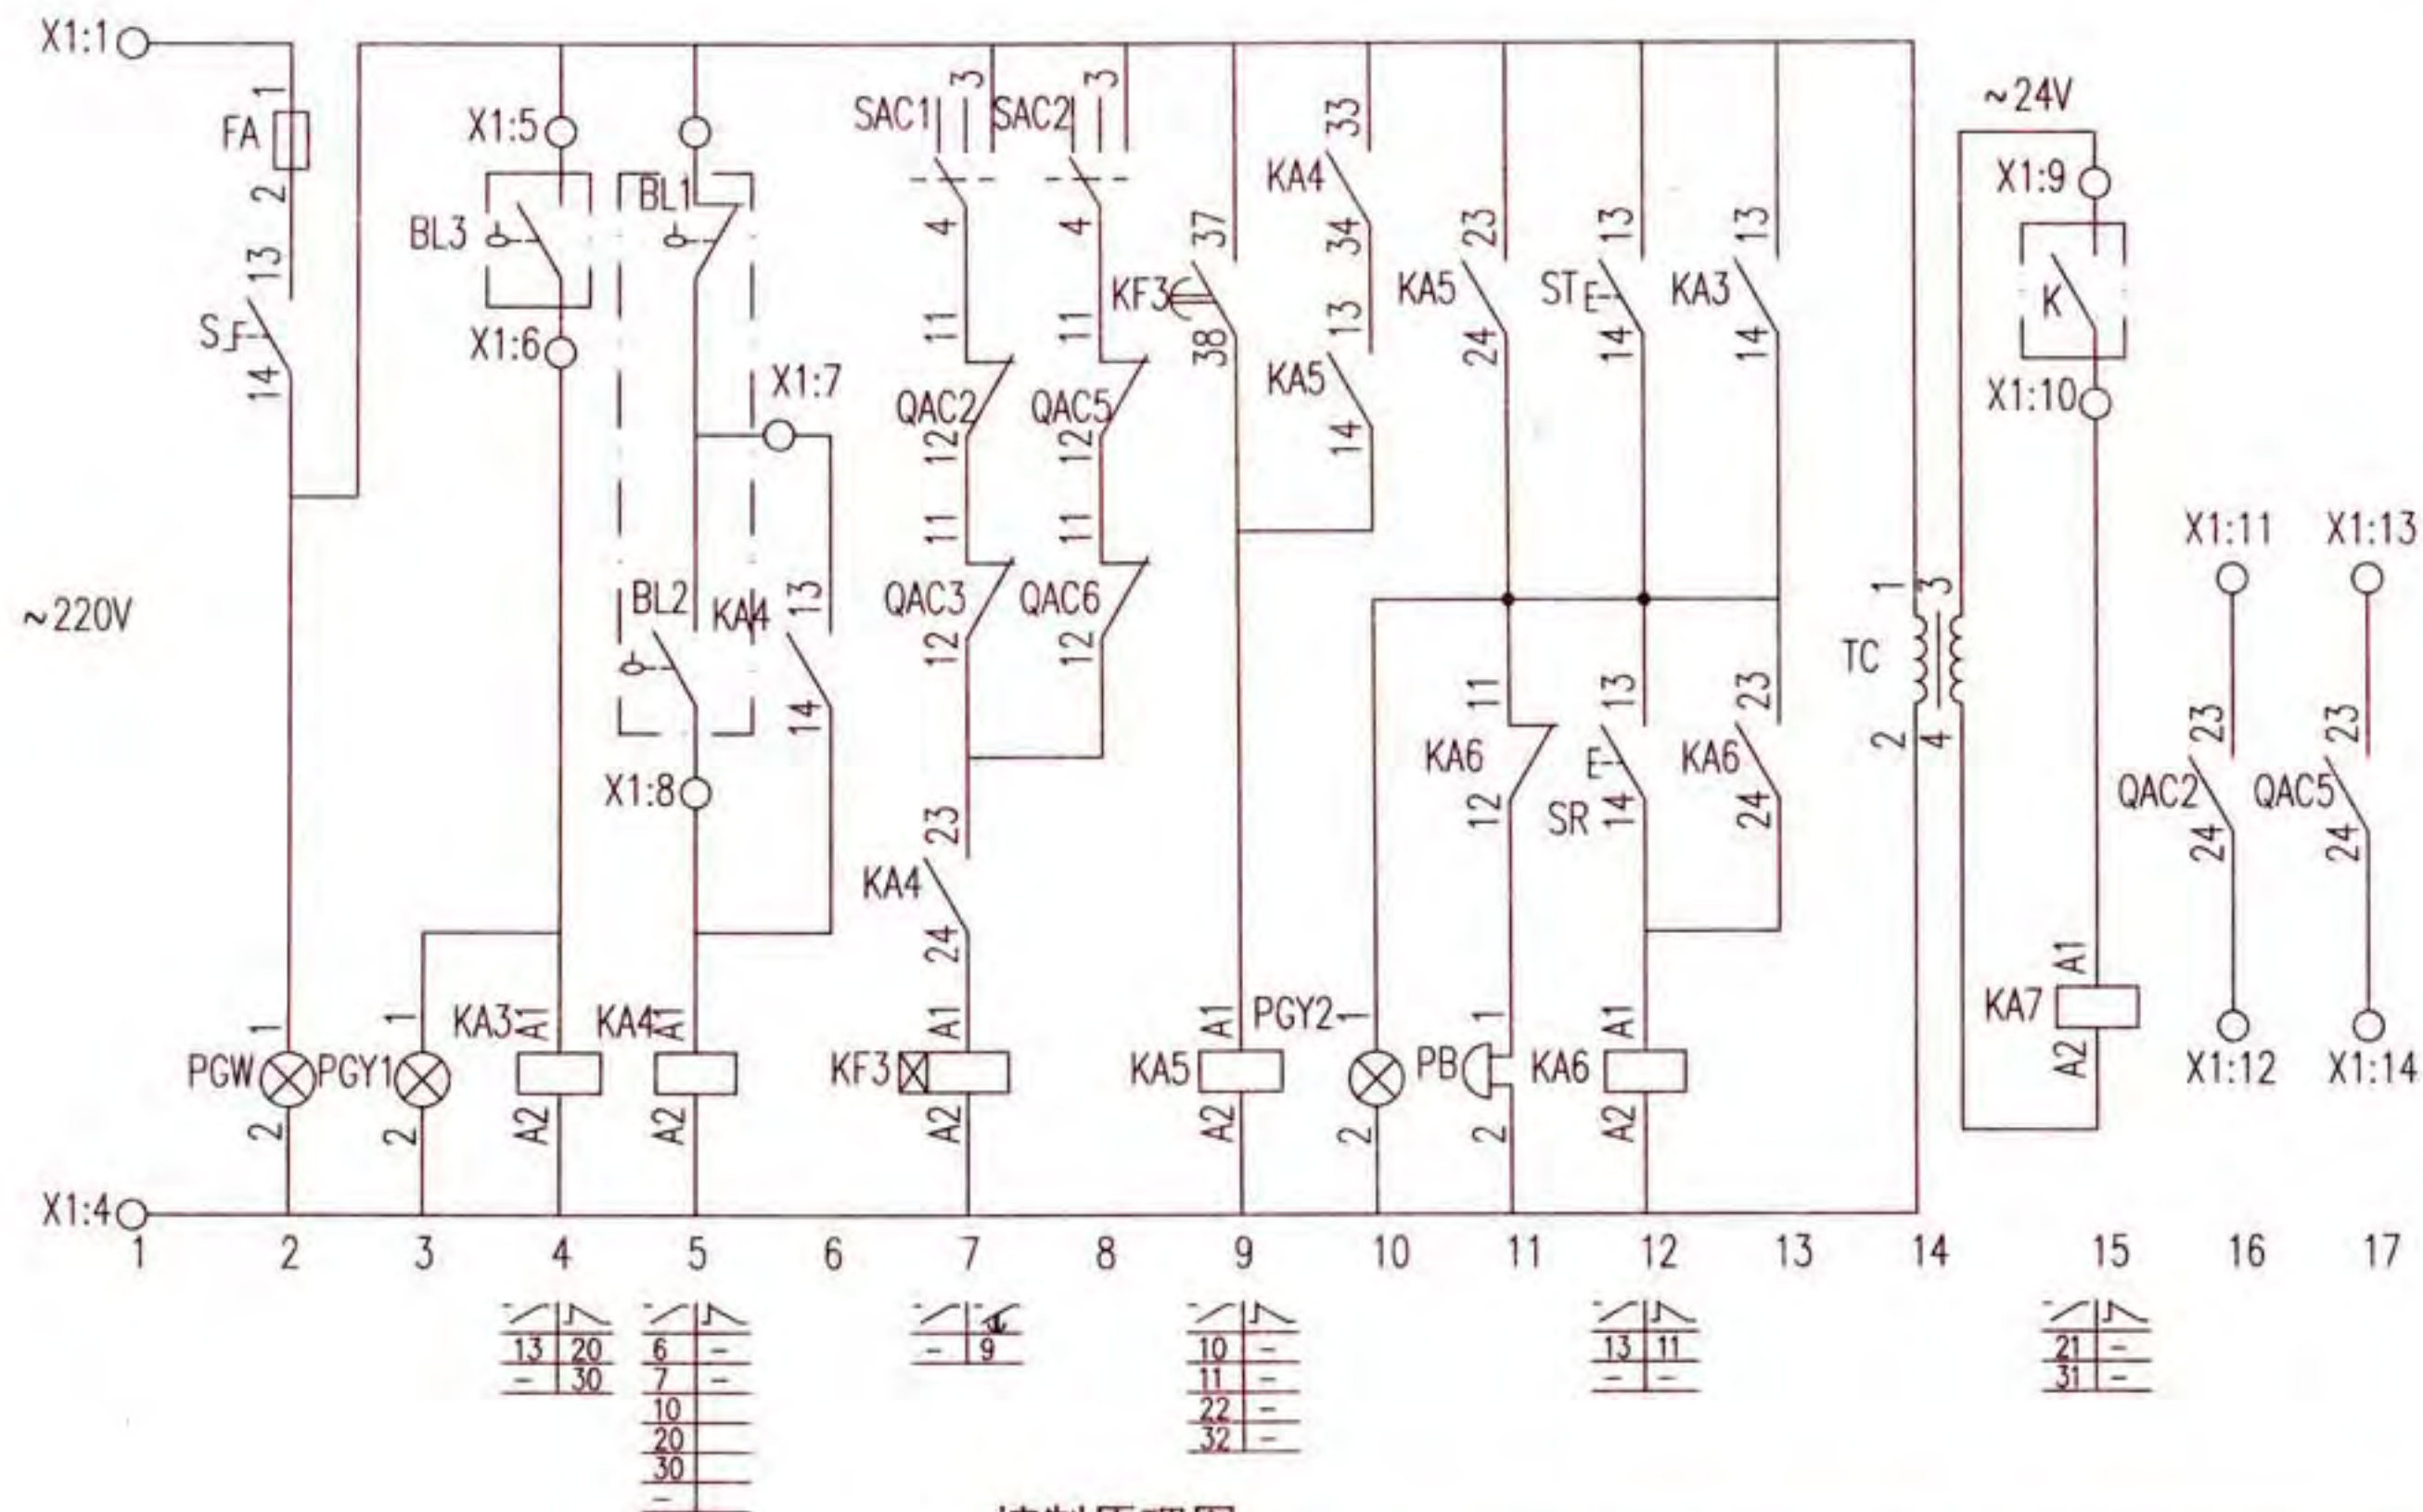 X1:1
~24V
FA 1 2
S 13 14
X1:5
BL3
X1:6
BL1
X1:7
BL2
KA4 13 14
X1:8
SAC1 3 4
SAC2 3 4
QAC2 11 12
QAC5 11 12
QAC3 11 12
QAC6 11 12
KA4 23 24
KF3 37 38
KA4 33 34
KA5 13 14
KA5 23 24
ST 13 14
KA3 13 14
KA6 11 12
SR 13 14
KA6 23 24
TC 1 2 3 4
X1:9
K
X1:10
X1:11
X1:13
QAC2 23 24
QAC5 23 24
X1:12
X1:14
~220V
PGW 1 2
PGY1 1 2
KA3 A1 A2
KA4 A1 A2
KF3 A1 A2
KA5 A1 A2
PGY2 1 2
PB 1 2
KA6 A1 A2
KA7 A1 A2
X1:4
1 2 3 4 5 6 7 8 9 10 11 12 13 14 15 16 17
13 20
- 30
6 -
7 -
10
20
30
-
- 9
10 -
11 -
22 -
32 -
13 11
- -
21 -
31 -
控制原理图